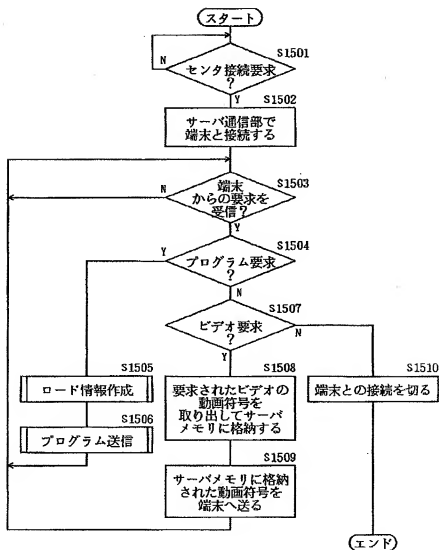 スタート
S1501
センタ接続要求
?
N
Y
S1502
サーバ通信部で
端末と接続する
S1503
N
端末
からの要求を
受信?
Y
S1504
Y
プログラム要求
?
N
S1507
ビデオ要求
?
N
Y
S1505
ロード情報作成
S1506
プログラム送信
S1508
要求されたビデオの
動画符号を
取り出してサーバ
メモリに格納する
S1510
端末との接続を切る
S1509
サーバメモリに格納
された動画符号を
端末へ送る
エンド